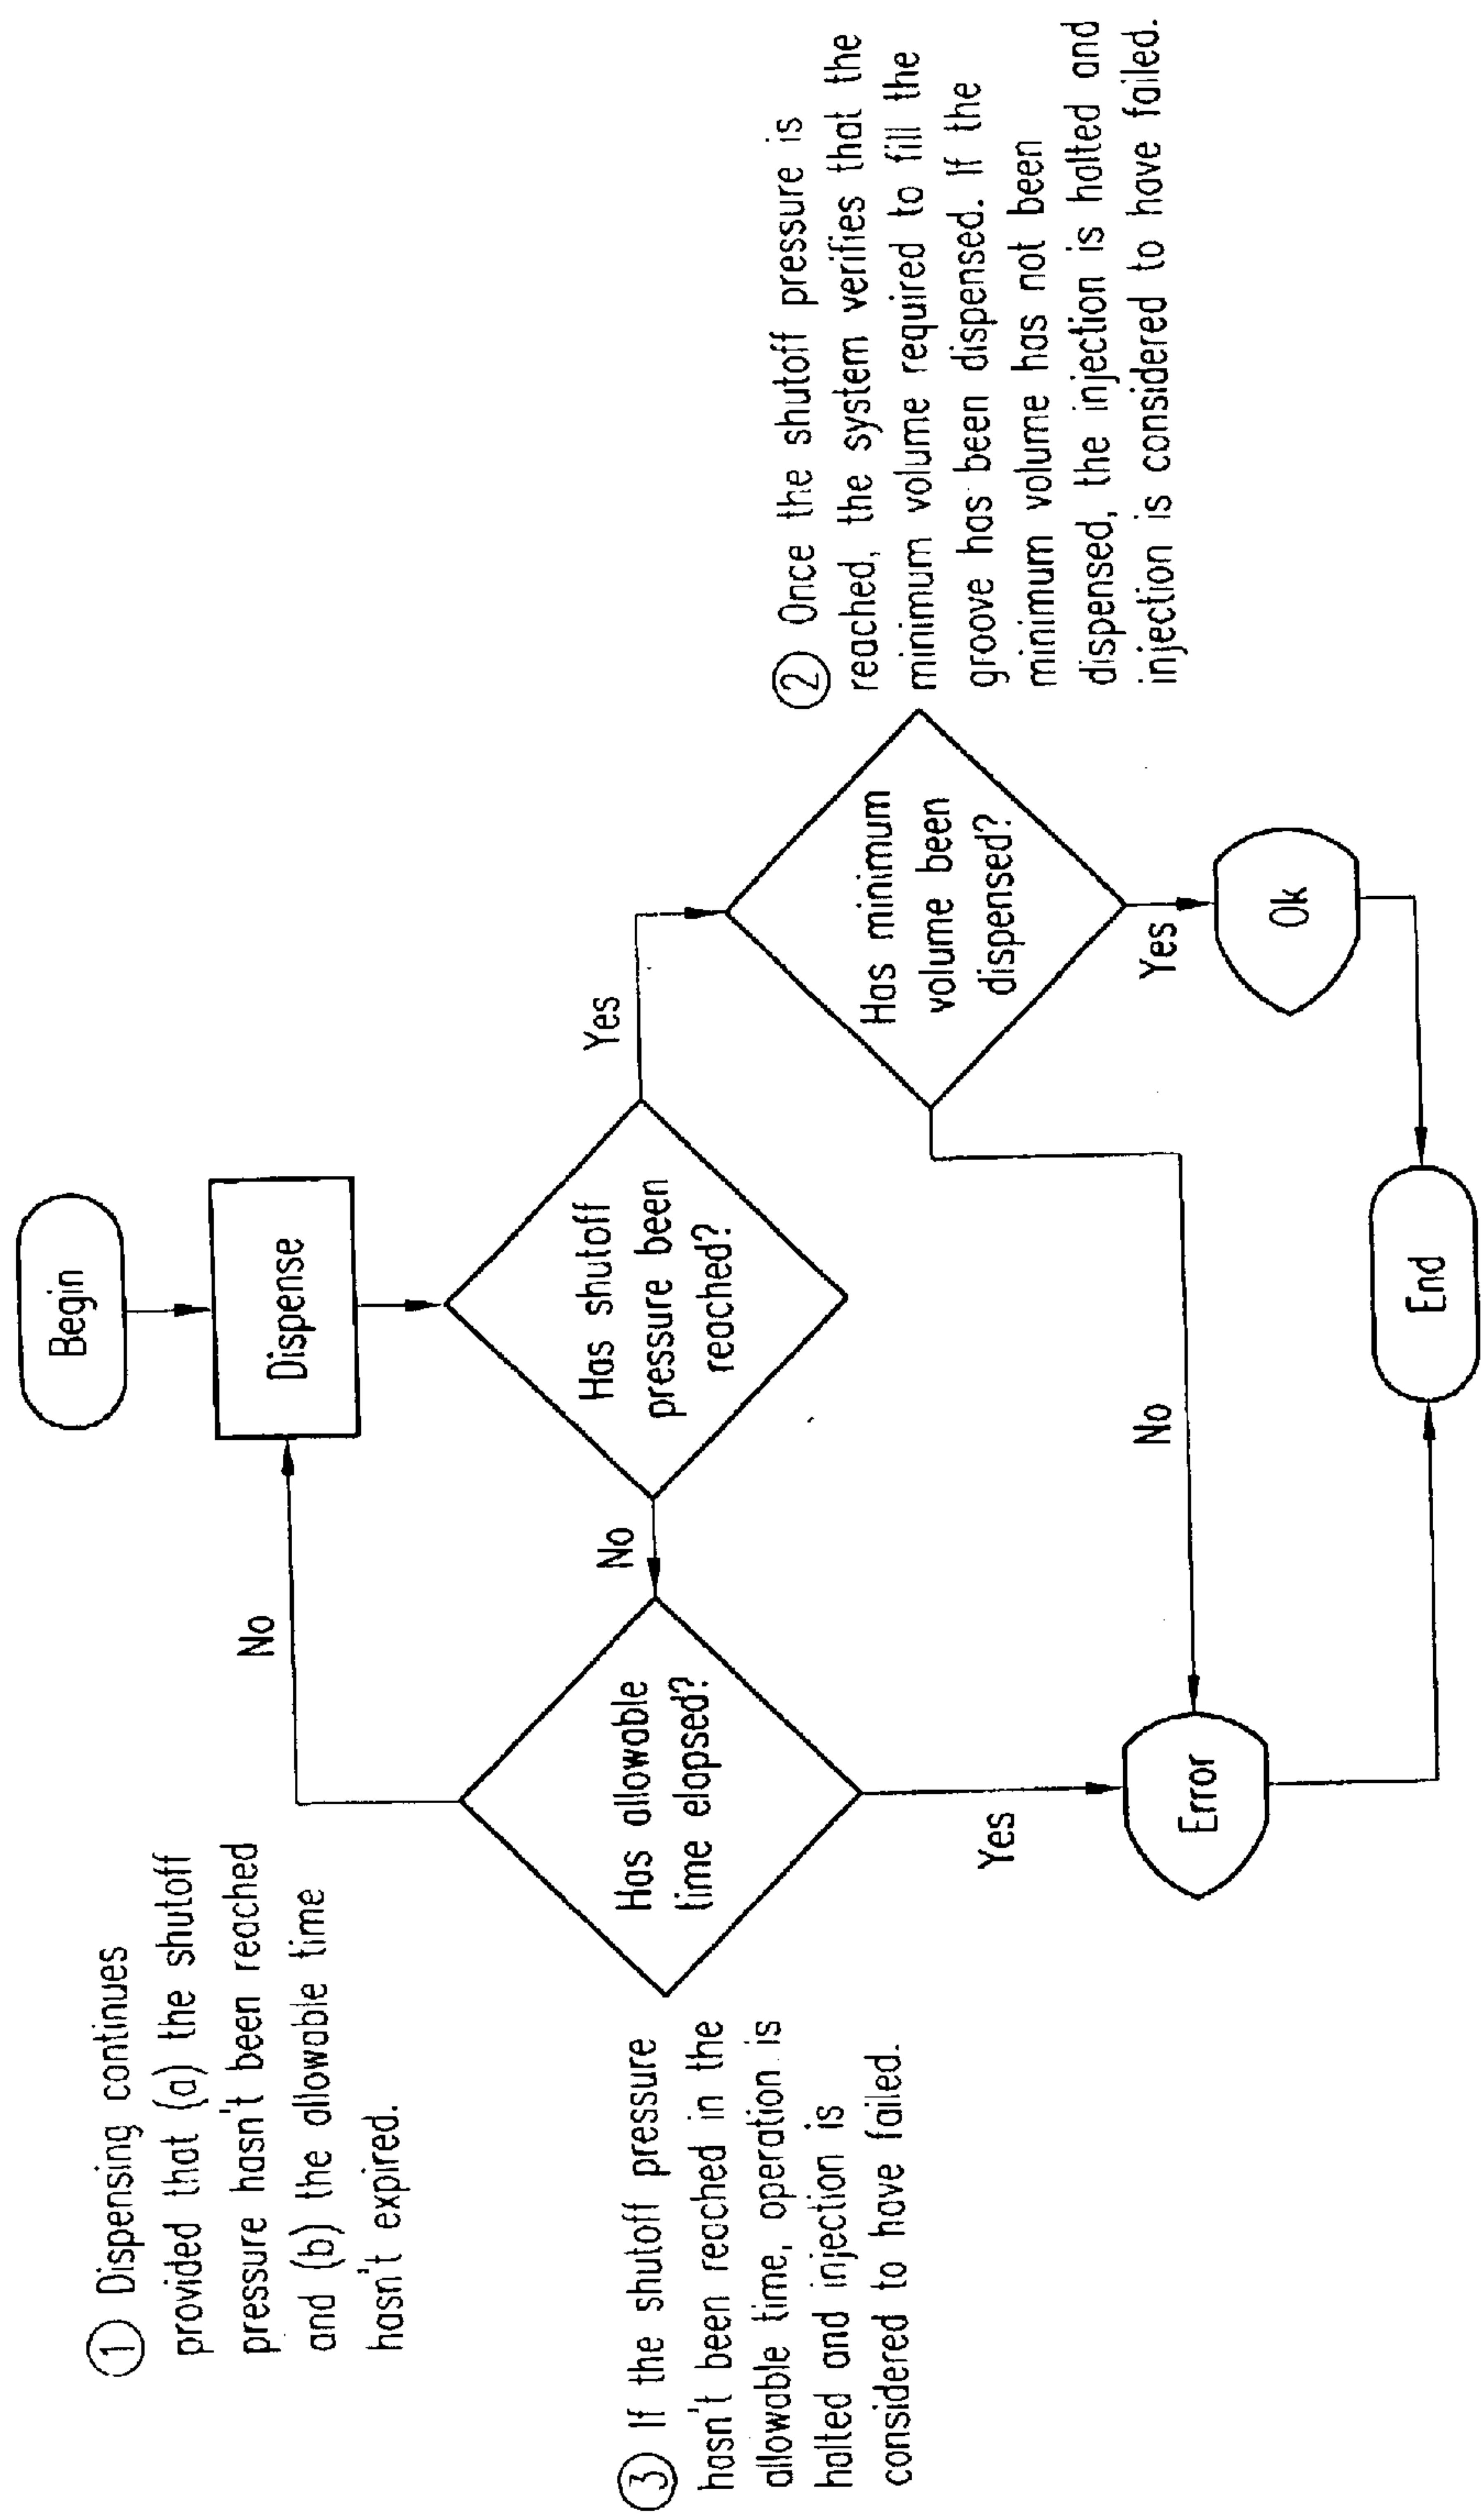 ① Dispensing continues
provided that (a) the shutoff
pressure hasn't been reached
and (b) the allowable time
hasn't expired.
Begin
Dispense
No
Has shutoff
pressure been
reached?
No
Yes
Has allowable
time elapsed?
Yes
③ If the shutoff pressure
hasn't been reached in the
allowable time, operation is
halted and injection is
considered to have failed.
② Once the shutoff pressure is
reached, the system verifies that the
minimum volume required to fill the
groove has been dispensed. If the
minimum volume has not been
dispensed, the injection is halted and
injection is considered to have failed.
Has minimum
volume been
dispensed?
No
Yes
Error
Ok
End